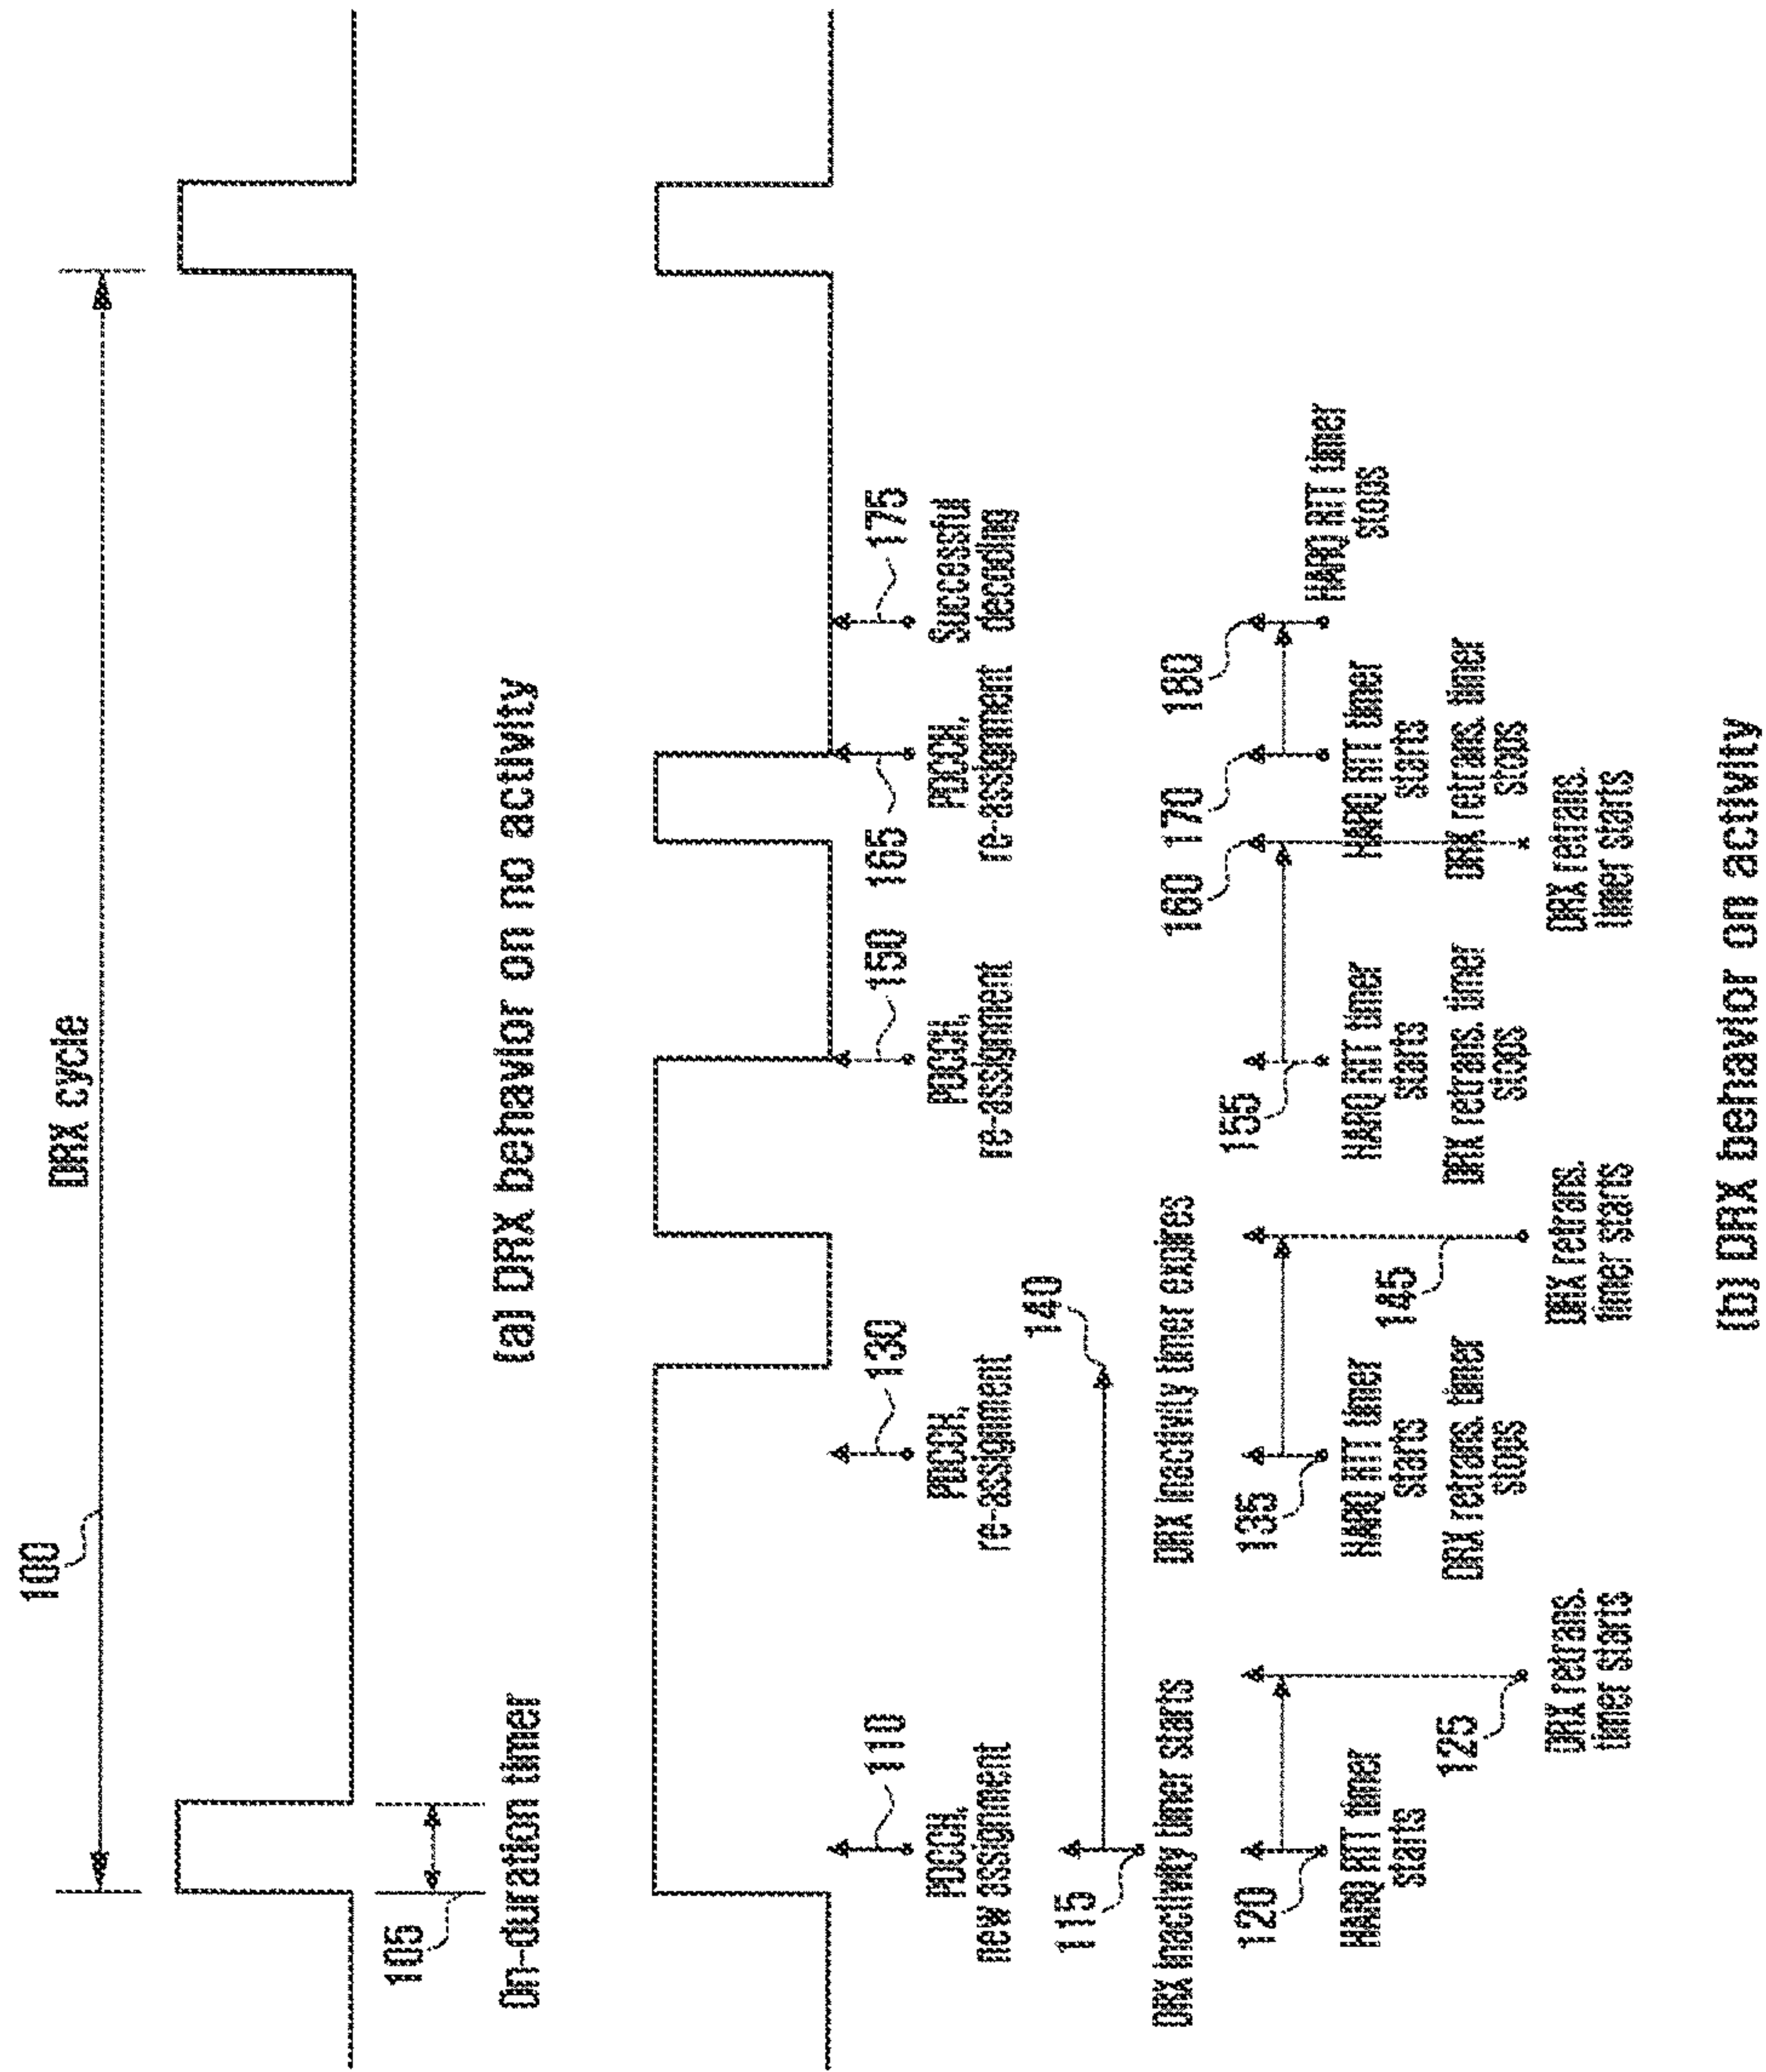 100
DRX cycle
105
On-duration timer
(a) DRX behavior on no activity
110
130
150
165
175
PDCCH,
new assignment
PDCCH,
re-assignment
PDCCH,
re-assignment
PDCCH,
re-assignment
Successful
decoding
115
140
DRX inactivity timer starts
DRX inactivity timer expires
120
135
155
160
170
180
HARQ RTT timer
starts
HARQ RTT timer
starts
DRX retrans. timer
stops
HARQ RTT timer
starts
DRX retrans. timer
stops
HARQ RTT timer
starts
DRX retrans. timer
stops
HARQ RTT timer
stops
125
145
DRX retrans.
timer starts
DRX retrans.
timer starts
DRX retrans.
timer starts
(b) DRX behavior on activity